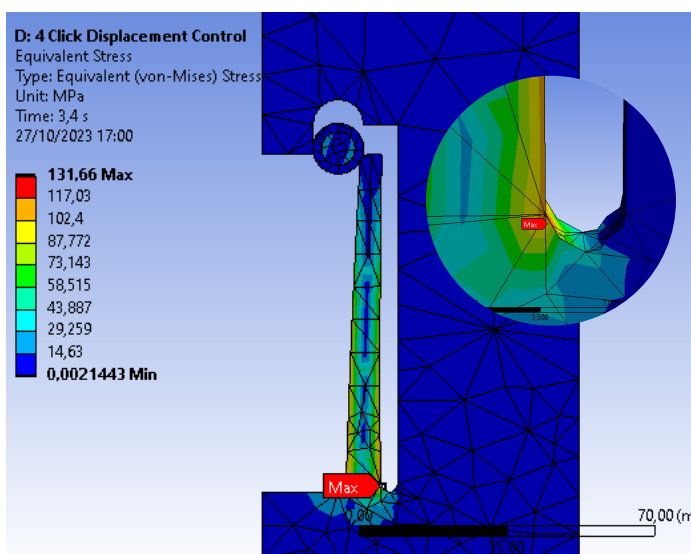 D: 4 Click Displacement Control
Equivalent Stress
Type: Equivalent (von-Mises) Stress
Unit: MPa
Time: 3,4 s
27/10/2023 17:00
131,66 Max
117,03
102,4
87,772
73,143
58,515
43,887
29,259
14,63
0,0021443 Min
Max
3,500
Max
0,00
70,00 (m
35,00